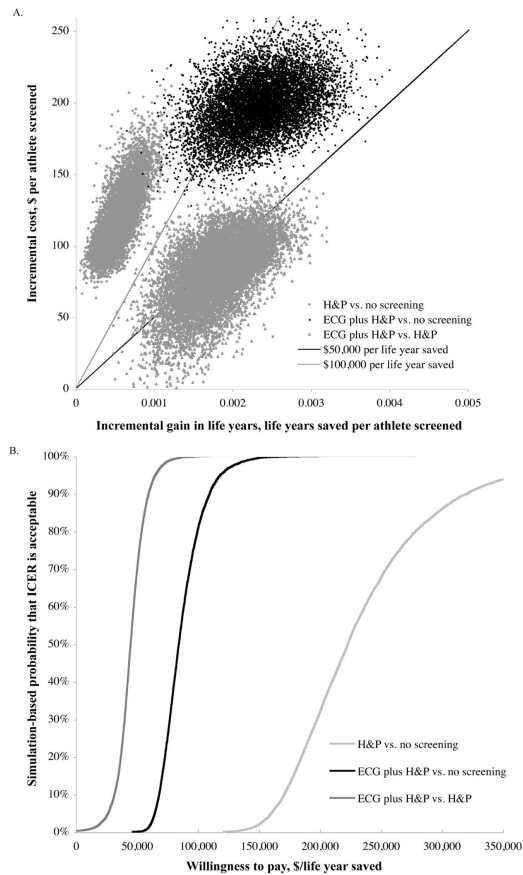 A.
260
200
150
100
50
0
Incremental cost, $ per athlete screened
H&P vs. no screening
ECG plus H&P vs. no screening
ECG plus H&P vs. H&P
$50,000 per life year saved
$100,000 per life year saved
0 0.001 0.002 0.003 0.004 0.005
Incremental gain in life years, life years saved per athlete screened
B.
100%
90%
80%
70%
60%
50%
40%
30%
20%
10%
0%
Simulation-based probability that ICER is acceptable
H&P vs. no screening
ECG plus H&P vs. no screening
ECG plus H&P vs. H&P
0 50,000 100,000 150,000 200,000 250,000 300,000 350,000
Willingness to pay, $/life year saved